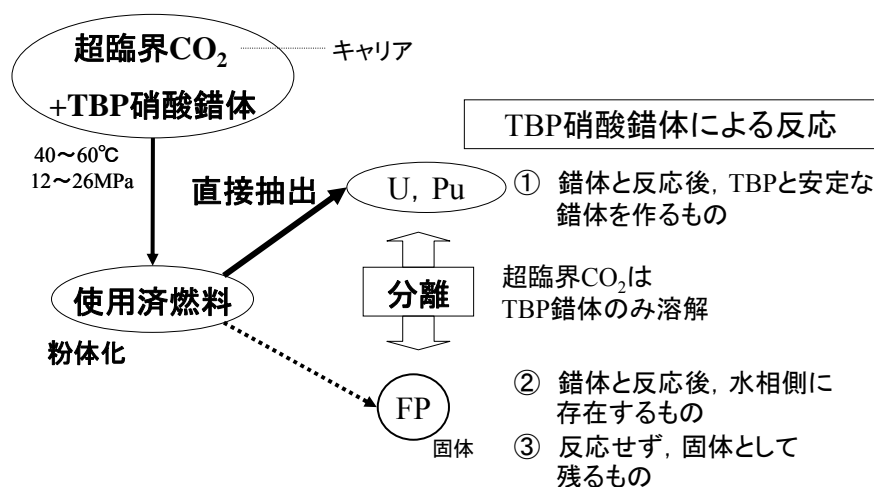 超臨界CO₂
キャリア
+TBP硝酸錯体
TBP硝酸錯体による反応
40～60℃
12～26MPa
直接抽出
U，Pu
① 錯体と反応後，TBPと安定な
錯体を作るもの
使用済燃料
分離
超臨界CO₂は
TBP錯体のみ溶解
粉体化
FP
固体
② 錯体と反応後，水相側に
存在するもの
③ 反応せず，固体として
残るもの